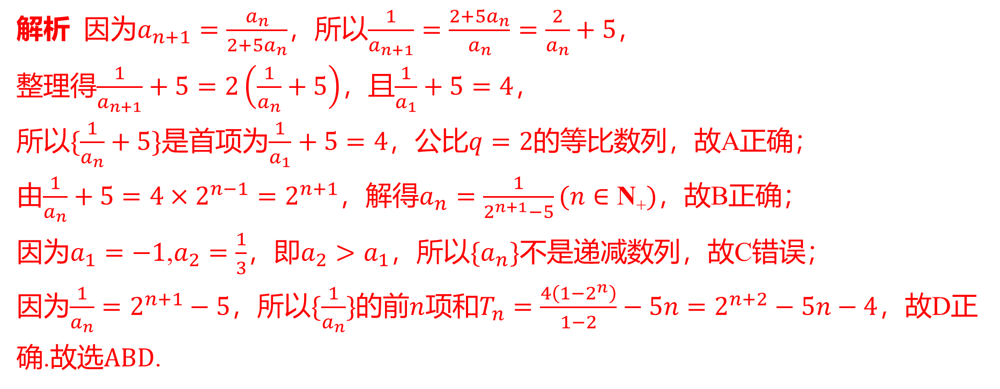 解析 因为$a_{n+1}=\frac{a_n}{2+5a_n}$，所以$\frac{1}{a_{n+1}}=\frac{2+5a_n}{a_n}=\frac{2}{a_n}+5$，
整理得$\frac{1}{a_{n+1}}+5=2\left(\frac{1}{a_n}+5\right)$，且$\frac{1}{a_1}+5=4$，
所以{$\frac{1}{a_n}+5$}是首项为$\frac{1}{a_1}+5=4$，公比$q=2$的等比数列，故A正确；
由$\frac{1}{a_n}+5=4×2^{n-1}=2^{n+1}$，解得$a_n=\frac{1}{2^{n+1}-5}(n∈\mathbf{N}_+)$，故B正确；
因为$a_1=-1,a_2=\frac{1}{3}$，即$a_2>a_1$，所以{$a_n$}不是递减数列，故C错误；
因为$\frac{1}{a_n}=2^{n+1}-5$，所以{$\frac{1}{a_n}$}的前$n$项和$T_n=\frac{4(1-2^n)}{1-2}-5n=2^{n+2}-5n-4$，故D正
确.故选ABD.